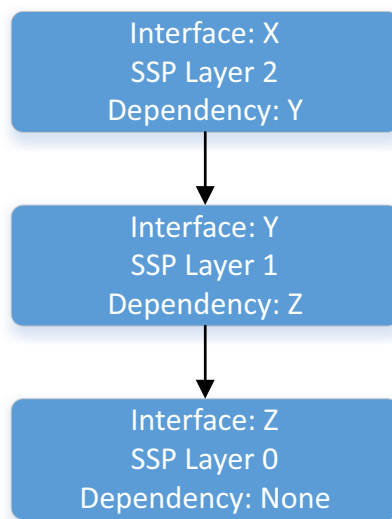 Interface: X
SSP Layer 2
Dependency: Y
Interface: Y
SSP Layer 1
Dependency: Z
Interface: Z
SSP Layer 0
Dependency: None